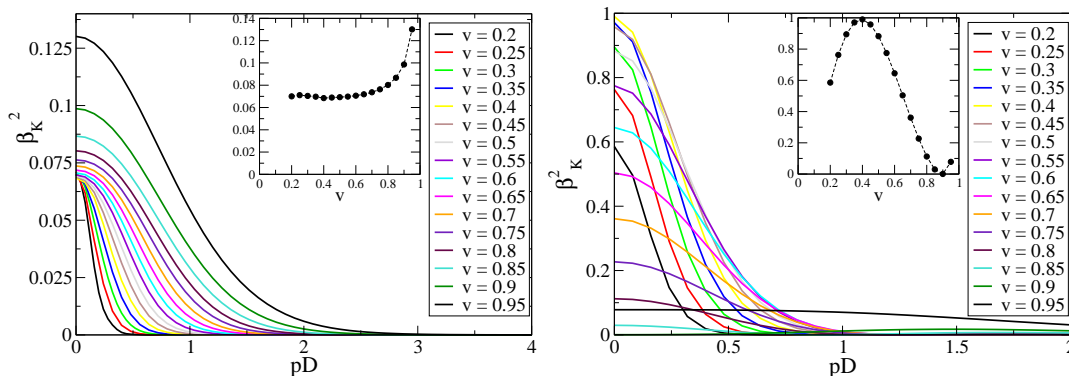 β_K^2
0.125
0.1
0.075
0.05
0.025
0
0
1
2
3
4
pD
0.14
0.12
0.10
0.08
0.06
0.04
0.02
0.00
0
0.2
0.4
0.6
0.8
1
v
v = 0.2
v = 0.25
v = 0.3
v = 0.35
v = 0.4
v = 0.45
v = 0.5
v = 0.55
v = 0.6
v = 0.65
v = 0.7
v = 0.75
v = 0.8
v = 0.85
v = 0.9
v = 0.95
β_K^2
1
0.8
0.6
0.4
0.2
0
0
0.5
1
1.5
2
pD
1
0.8
0.6
0.4
0.2
0
0
0.2
0.4
0.6
0.8
1
v
v = 0.2
v = 0.25
v = 0.3
v = 0.35
v = 0.4
v = 0.45
v = 0.5
v = 0.55
v = 0.6
v = 0.65
v = 0.7
v = 0.75
v = 0.8
v = 0.85
v = 0.9
v = 0.95